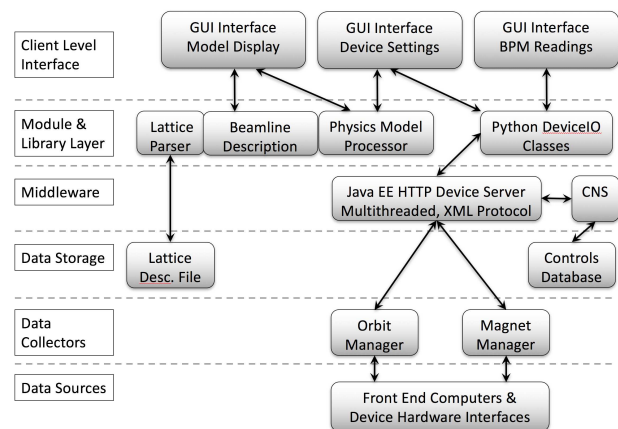 Client Level
Interface
GUI Interface
Model Display
GUI Interface
Device Settings
GUI Interface
BPM Readings
Module &
Library Layer
Lattice
Parser
Beamline
Description
Physics Model
Processor
Python DeviceIO
Classes
Middleware
Java EE HTTP Device Server
Multithreaded, XML Protocol
CNS
Data Storage
Lattice
Desc. File
Controls
Database
Data
Collectors
Orbit
Manager
Magnet
Manager
Data Sources
Front End Computers &
Device Hardware Interfaces